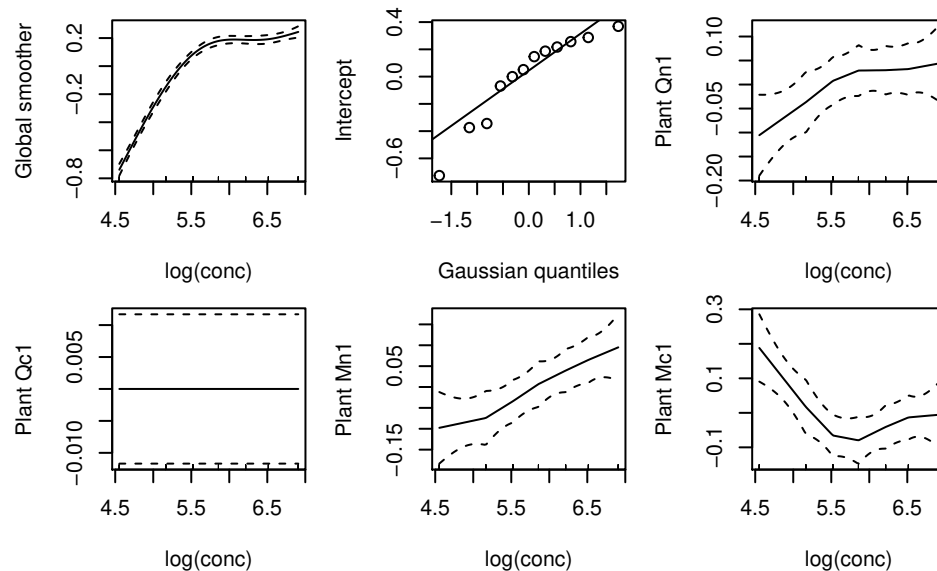 Global smoother
0.2
−0.2
−0.8
4.5 5.5 6.5
log(conc)
Intercept
0.4
0.0
−0.6
−1.5 0.0 1.0
Gaussian quantiles
Plant Qn1
0.10
−0.05
−0.20
4.5 5.5 6.5
log(conc)
Plant Qc1
0.005
−0.010
4.5 5.5 6.5
log(conc)
Plant Mn1
0.05
−0.15
4.5 5.5 6.5
log(conc)
Plant Mc1
0.3
0.1
−0.1
4.5 5.5 6.5
log(conc)